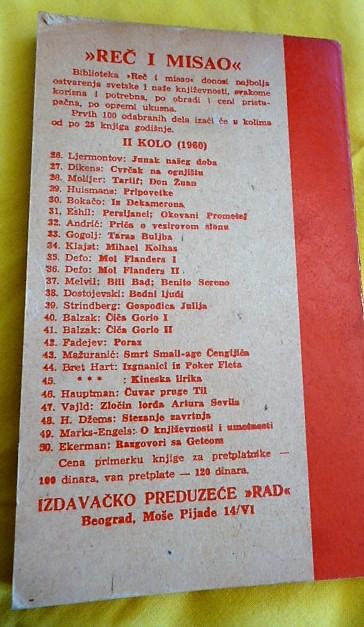 »REČ I MISAO«
Biblioteka »Reč i misao« donosi najbolja
ostvarenja svetske i naše književnosti, svakome
korisna i potrebna, po obradi i ceni pristu-
pačna, po opremi ukusna.
Prvih 100 odabranih dela izaći će u kolima
od po 25 knjiga godišnje.
II KOLO (1960)
26. Ljermontov: Junak našeg doba
27. Dikens: Cvrčak na ognjištu
28. Molijer: Tartif; Don Žuan
29. Huismans: Pripovetke
30. Bokačo: Iz Dekamerona
31. Eshil: Persijanci; Okovani Prometej
32. Andrić: Priča o vezirovom slonu
33. Gogolj: Taras Buljba
34. Klajst: Mihael Kolhas
35. Defo: Mol Flanders I
36. Defo: Mol Flanders II
37. Melvil: Bili Bad; Benito Sereno
38. Dostojevski: Bedni ljudi
39. Strindberg: Gospođica Julija
40. Balzak: Čiča Gorio I
41. Balzak: Čiča Gorio II
42. Fadejev: Poraz
43. Mažuranić: Smrt Smail-age Čengijića
44. Bret Hart: Izgnanici iz Poker Fleta
45. * * * : Kineska lirika
46. Hauptman: Čuvar pruge Til
47. Vajld: Zločin lorda Artura Sevila
48. H. Džems: Stezanje zavrtnja
49. Marks-Engels: O književnosti i umetnosti
50. Ekerman: Razgovori sa Geteom
Cena primerku knjige za pretplatnike —
100 dinara, van pretplate — 120 dinara.
IZDAVAČKO PREDUZEĆE »RAD«
Beograd, Moše Pijade 14/VI